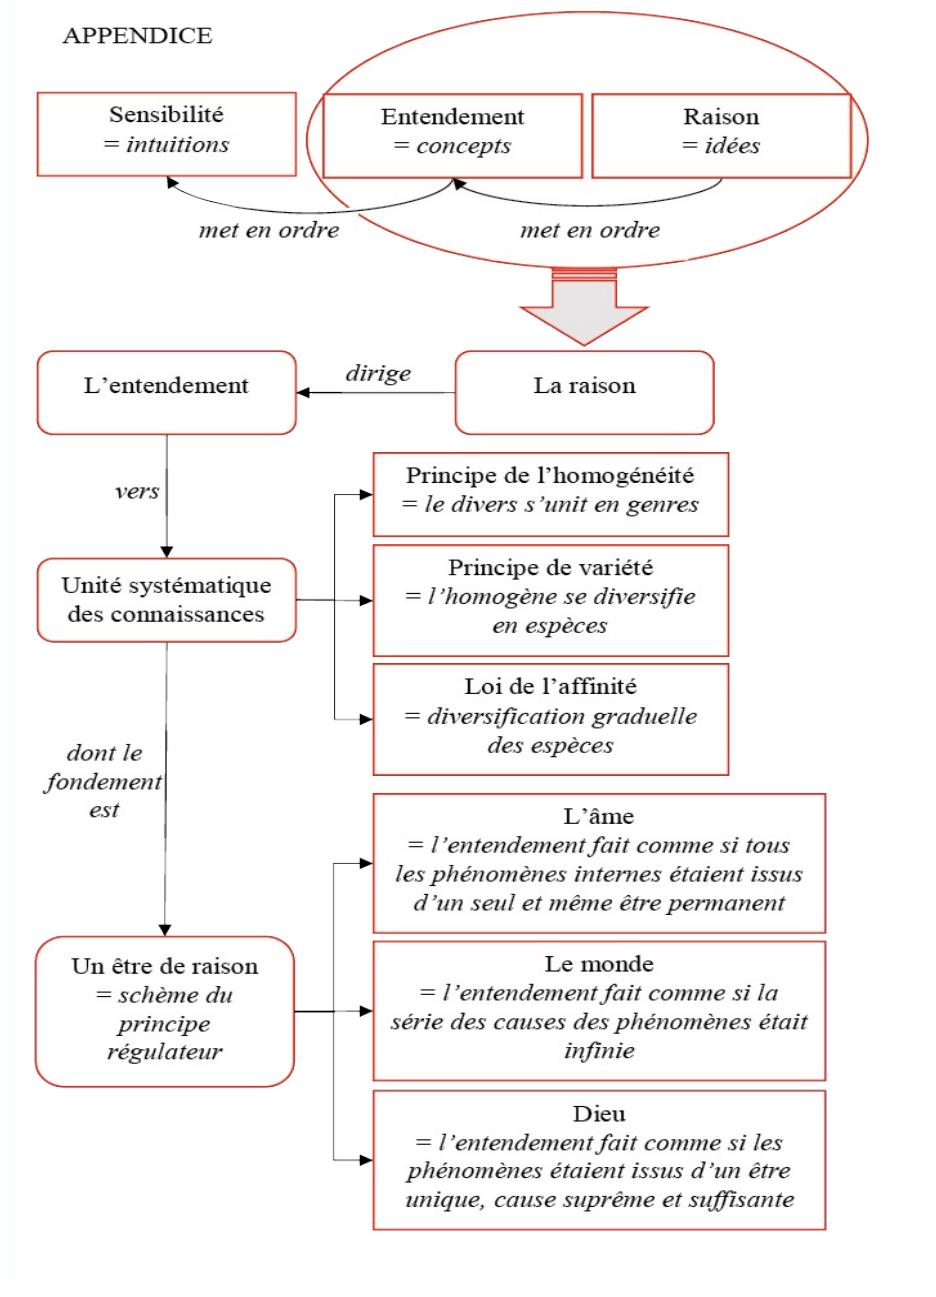 APPENDICE
Sensibilité
= intuitions
Entendement
= concepts
Raison
= idées
met en ordre
met en ordre
L’entendement
dirige
La raison
vers
Principe de l’homogénéité
= le divers s’unit en genres
Unité systématique
des connaissances
Principe de variété
= l’homogène se diversifie
en espèces
Loi de l’affinité
= diversification graduelle
des espèces
dont le
fondement
est
L’âme
= l’entendement fait comme si tous
les phénomènes internes étaient issus
d’un seul et même être permanent
Un être de raison
= schème du
principe
régulateur
Le monde
= l’entendement fait comme si la
série des causes des phénomènes était
infinie
Dieu
= l’entendement fait comme si les
phénomènes étaient issus d’un être
unique, cause suprême et suffisante